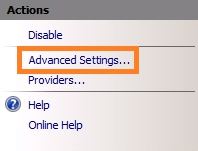 Actions
Disable
Advanced Settings...
Providers...
Help
Online Help